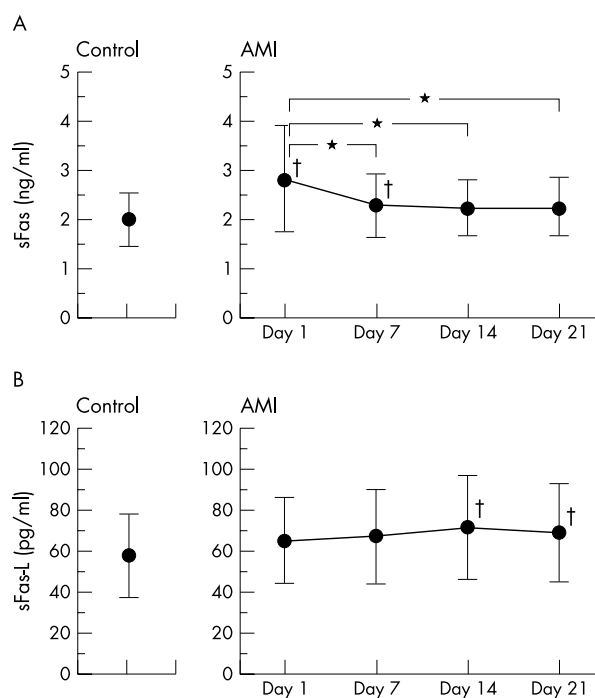 A
Control
AMI
sFas (ng/ml)
5
4
3
2
1
0
5
4
3
2
1
0
★
★
★
†
†
Day 1
Day 7
Day 14
Day 21
B
Control
AMI
sFas-L (pg/ml)
120
100
80
60
40
20
0
120
100
80
60
40
20
0
†
†
Day 1
Day 7
Day 14
Day 21